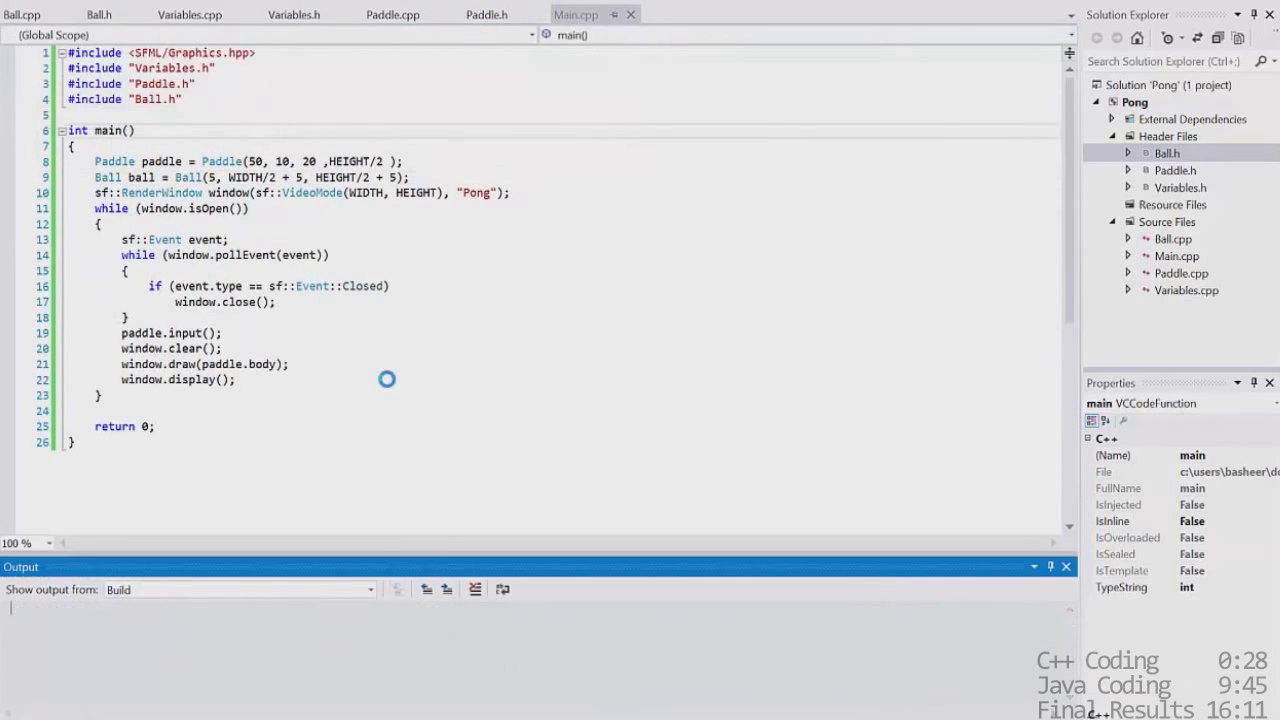 Ball.cpp Ball.h Variables.cpp Variables.h Paddle.cpp Paddle.h Main.cpp
(Global Scope) main()
1 #include <SFML/Graphics.hpp>
2 #include "Variables.h"
3 #include "Paddle.h"
4 #include "Ball.h"
5
6 int main()
7 {
8 Paddle paddle = Paddle(50, 10, 20 ,HEIGHT/2 );
9 Ball ball = Ball(5, WIDTH/2 + 5, HEIGHT/2 + 5);
10 sf::RenderWindow window(sf::VideoMode(WIDTH, HEIGHT), "Pong");
11 while (window.isOpen())
12 {
13 sf::Event event;
14 while (window.pollEvent(event))
15 {
16 if (event.type == sf::Event::Closed)
17 window.close();
18 }
19 paddle.input();
20 window.clear();
21 window.draw(paddle.body);
22 window.display();
23 }
24
25 return 0;
26 }
100 %
Output
Show output from: Build
Solution Explorer
Search Solution Explorer (Ctrl+;)
Solution 'Pong' (1 project)
Pong
External Dependencies
Header Files
Ball.h
Paddle.h
Variables.h
Resource Files
Source Files
Ball.cpp
Main.cpp
Paddle.cpp
Variables.cpp
Properties
main VCCodeFunction
C++
(Name) main
File c:\users\basheer\do
FullName main
IsInjected False
IsInline False
IsOverloaded False
IsSealed False
IsTemplate False
TypeString int
C++ Coding 0:28
Java Coding 9:45
Final Results 16:11
C++